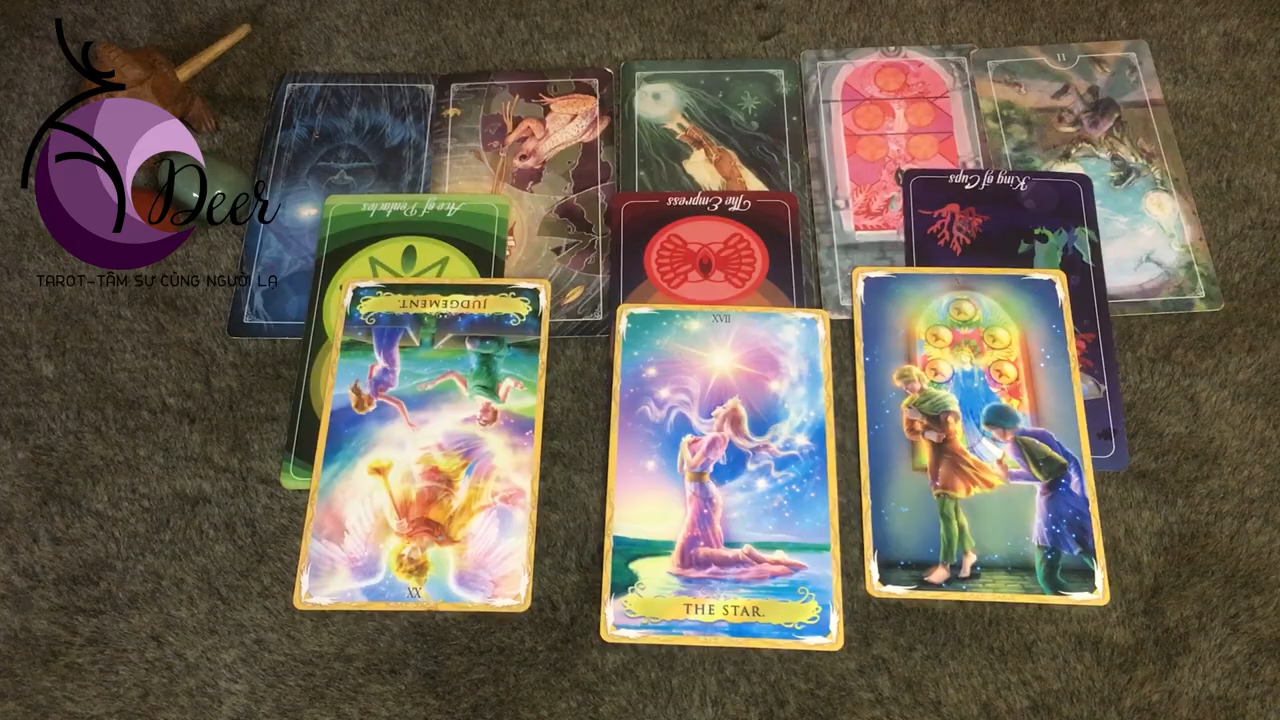 Deer
TAROT-TÂM SỰ CÙNG NGƯỜI LẠ
II
King of Cups
Ace of Pentacles
The Empress
JUDGEMENT.
XX
XVII
THE STAR.